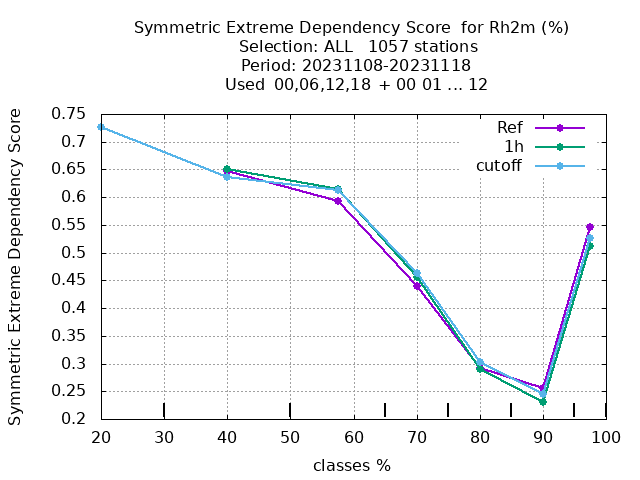 Symmetric Extreme Dependency Score  for Rh2m (%)
Selection: ALL   1057 stations
Period: 20231108-20231118
Used  00,06,12,18  + 00 01 ... 12
Symmetric Extreme Dependency Score
0.75
0.7
0.65
0.6
0.55
0.5
0.45
0.4
0.35
0.3
0.25
0.2
Ref
1h
cutoff
20 30 40 50 60 70 80 90 100
classes %